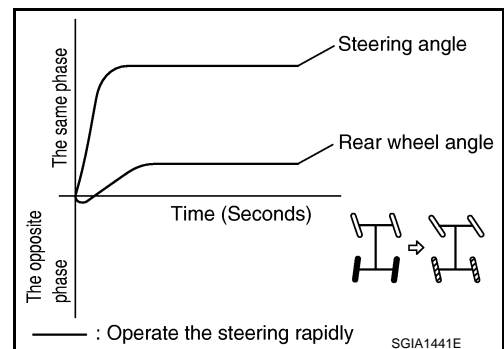 Steering angle
The same phase
Rear wheel angle
Time (Seconds)
The opposite
phase
: Operate the steering rapidly
SGIA1441E